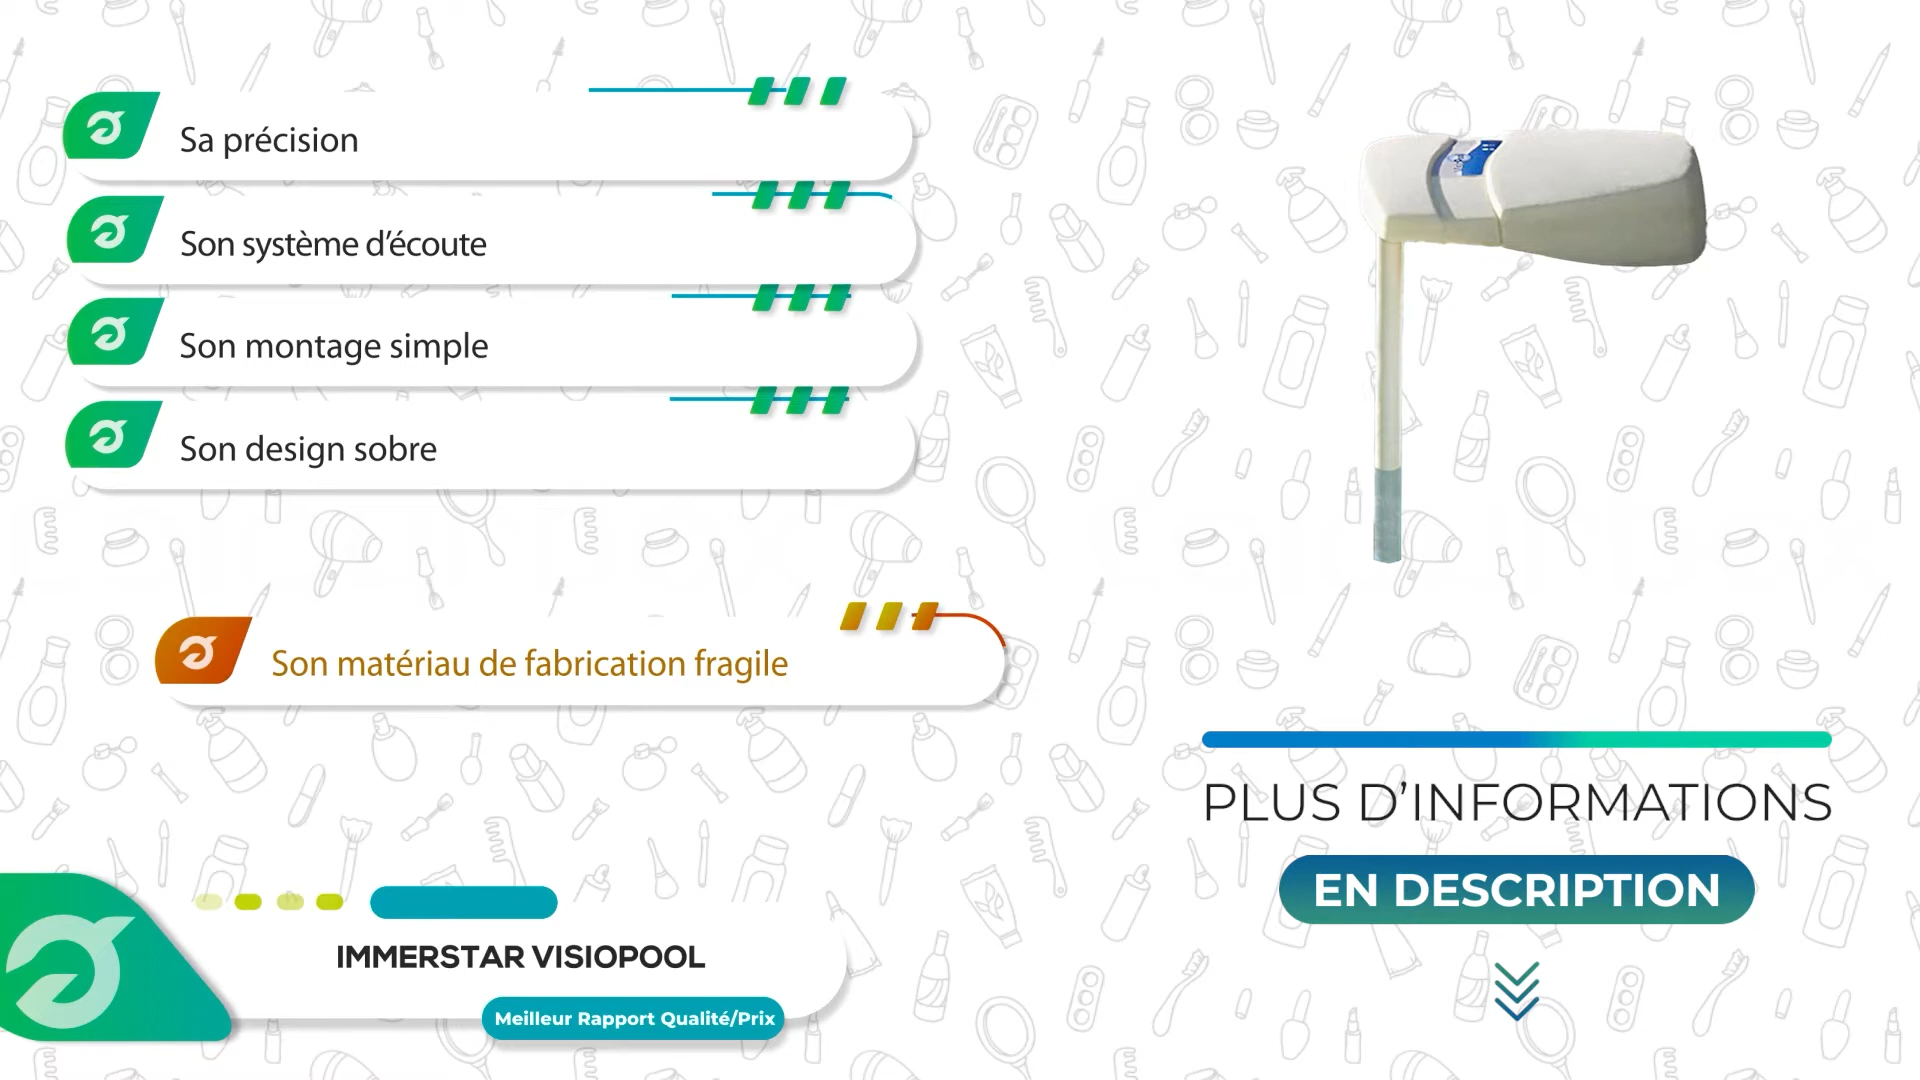 Sa précision
Son système d’écoute
Son montage simple
Son design sobre
Son matériau de fabrication fragile
IMMERSTAR VISIOPOOL
Meilleur Rapport Qualité/Prix
PLUS D’INFORMATIONS
EN DESCRIPTION